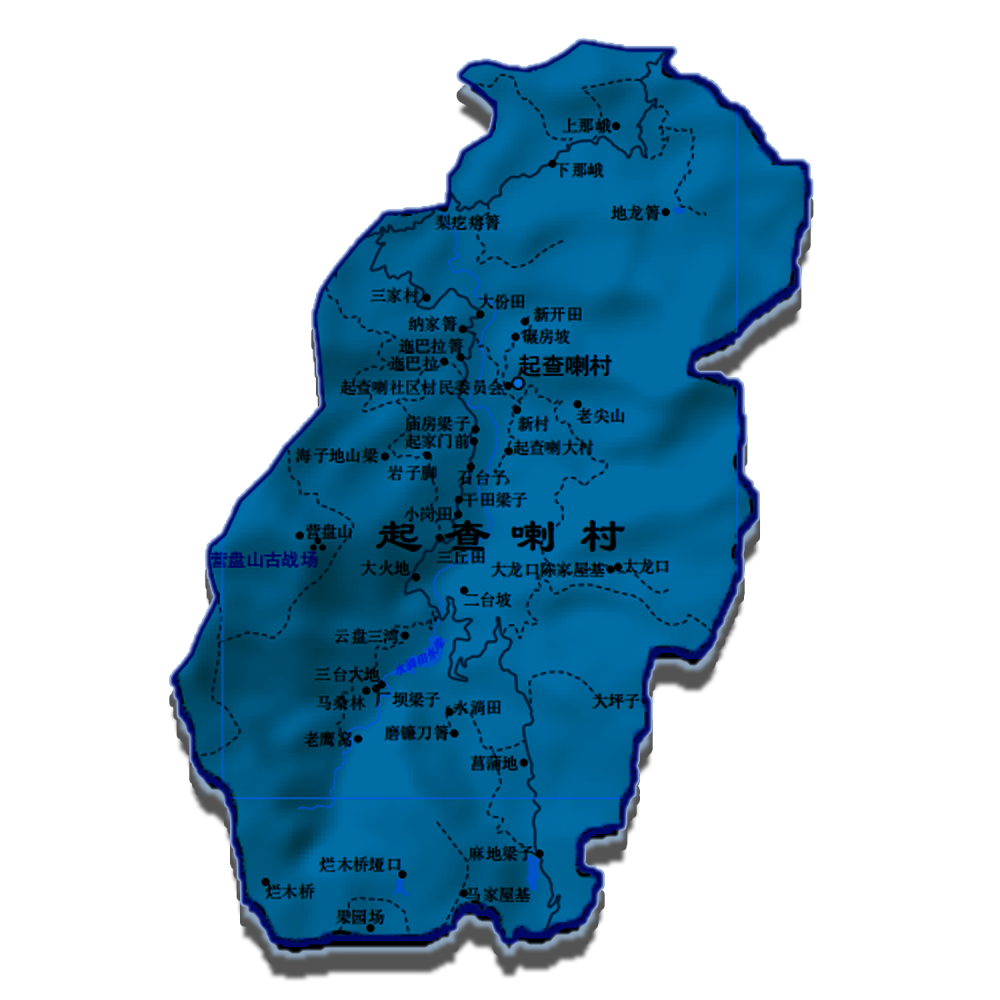 上那峨
下那峨
地龙箐
梨疙瘩箐
三家村
大份田
新开田
纳家箐
碾房坡
迤巴拉箐
迤巴拉
起查喇村
起查喇社区村民委员会
老尖山
庙房梁子
新村
起家门前
起查喇大村
海子地山梁
岩子脚
石台子
干田梁子
小岗田
起查喇村
营盘山
营盘山古战场
三丘田
大火地
大龙口陈家屋基
大龙口
二台坡
云盘三湾
水滴田水库
三台大地
马桑林
厂坝梁子
水滴田
大坪子
老鹰窝
磨镰刀箐
菖蒲地
麻地梁子
烂木桥垭口
烂木桥
马家屋基
果园场